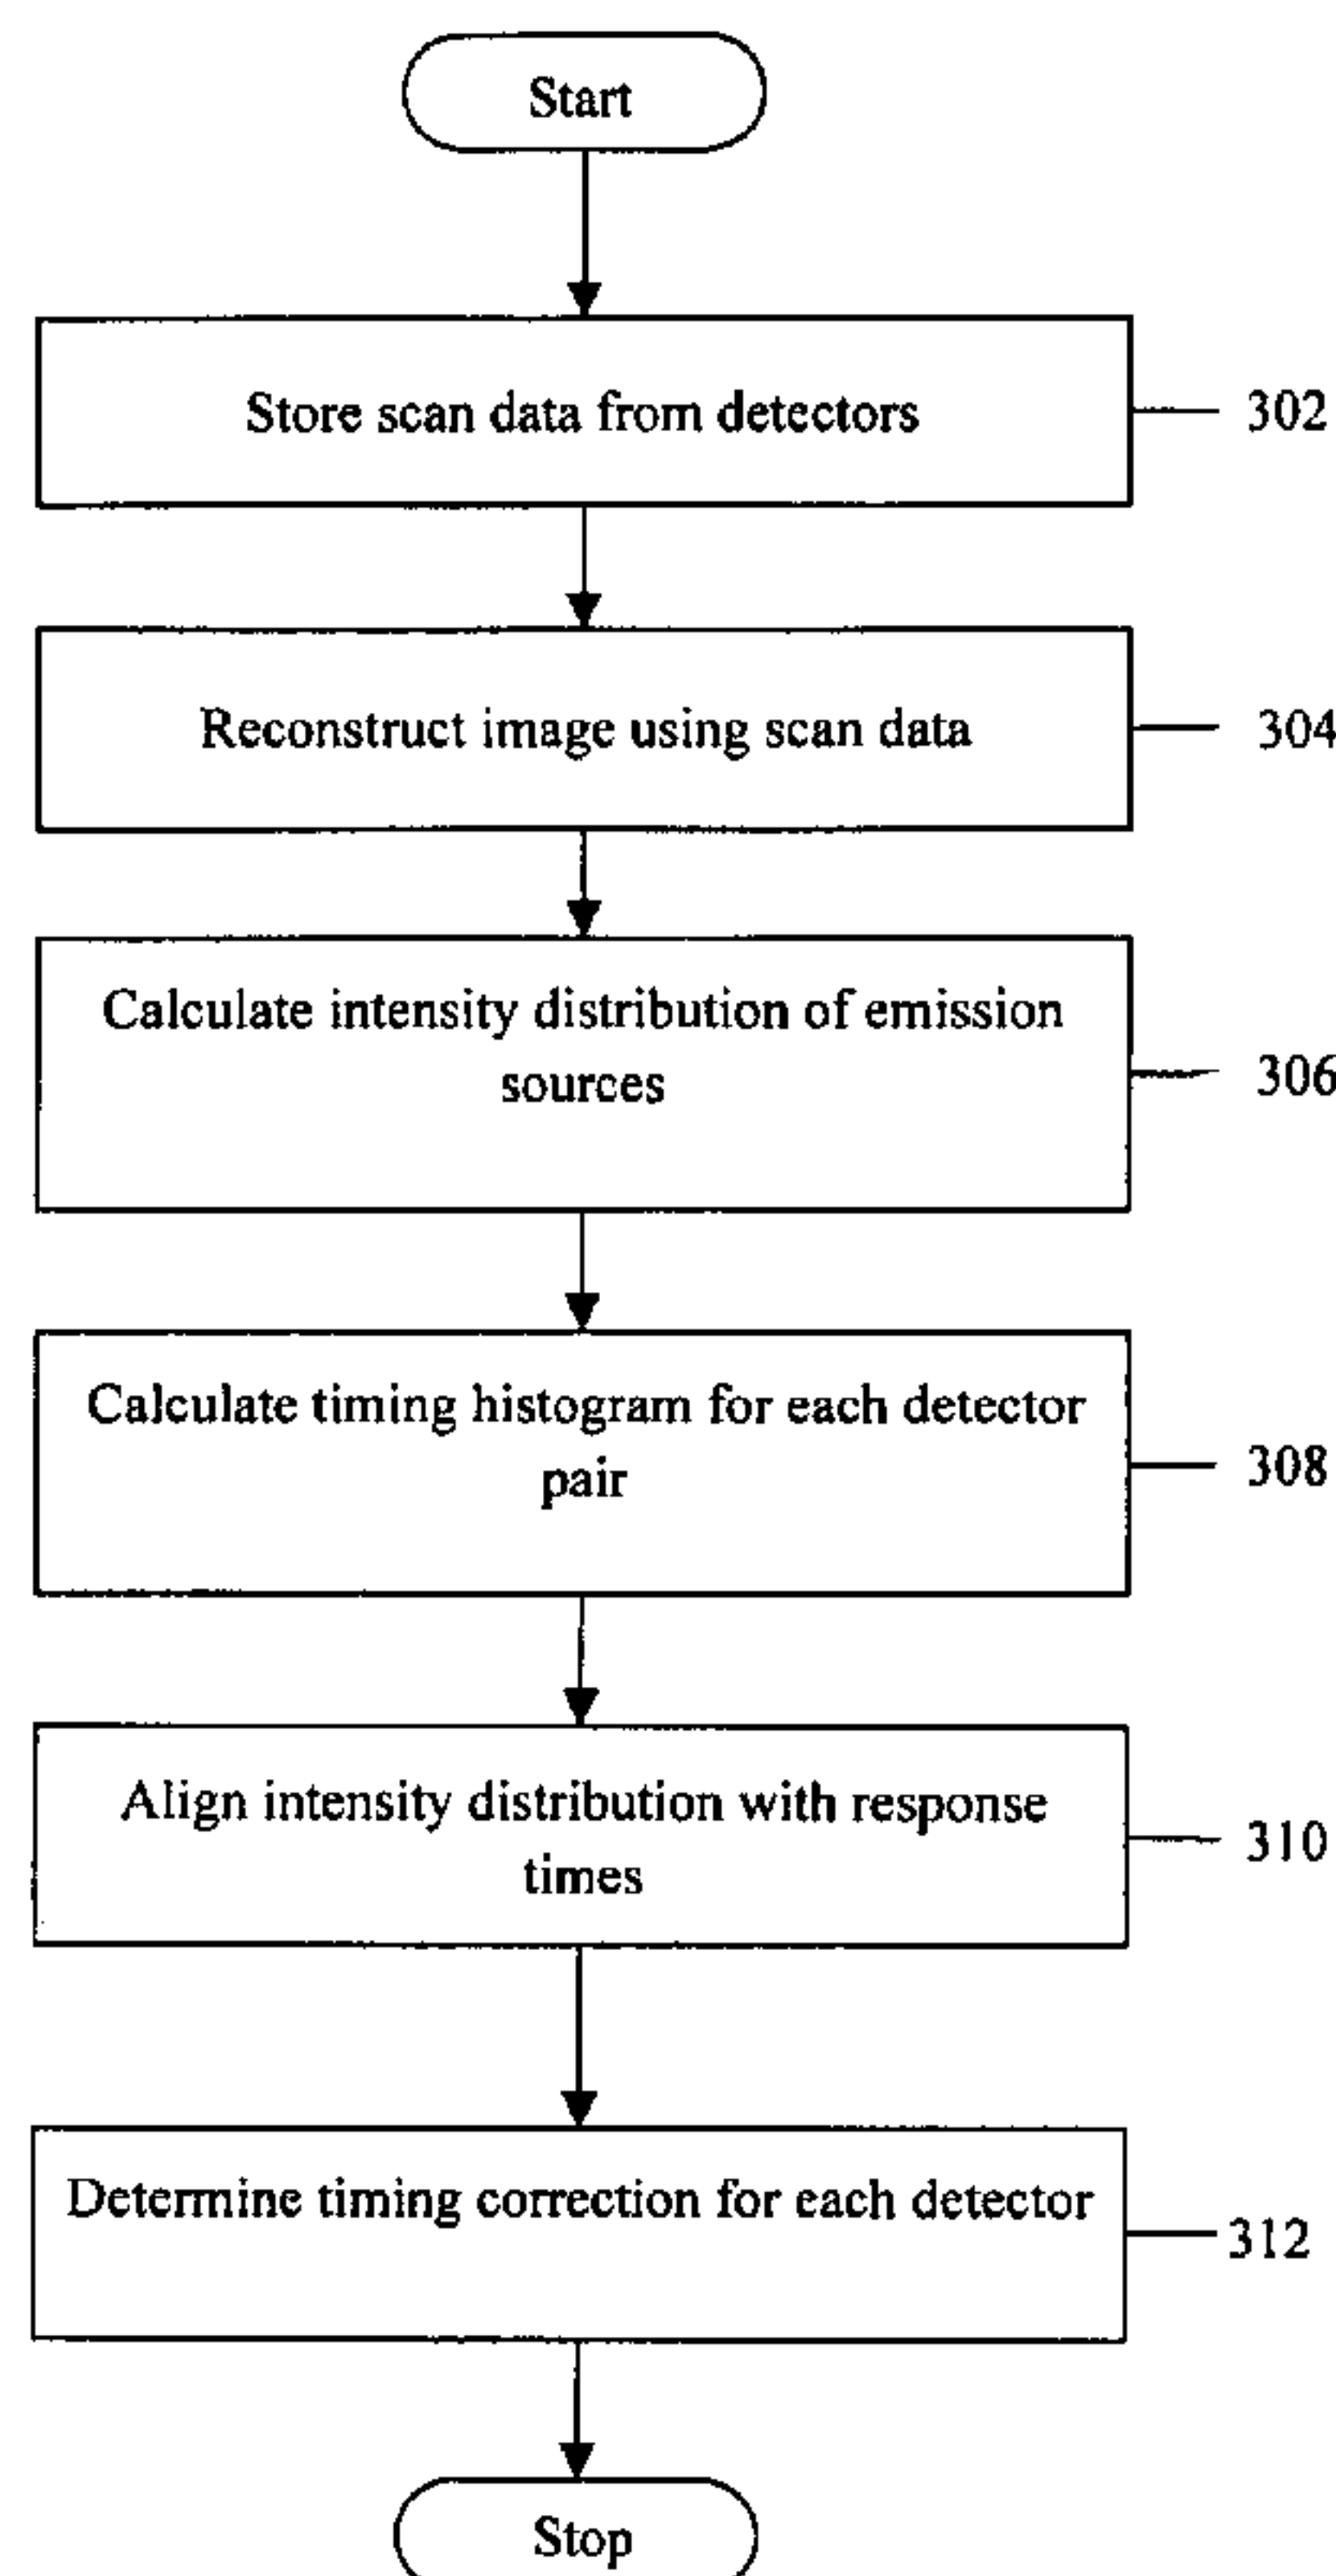 Start
Store scan data from detectors
302
Reconstruct image using scan data
304
Calculate intensity distribution of emission
sources
306
Calculate timing histogram for each detector
pair
308
Align intensity distribution with response
times
310
Determine timing correction for each detector
312
Stop